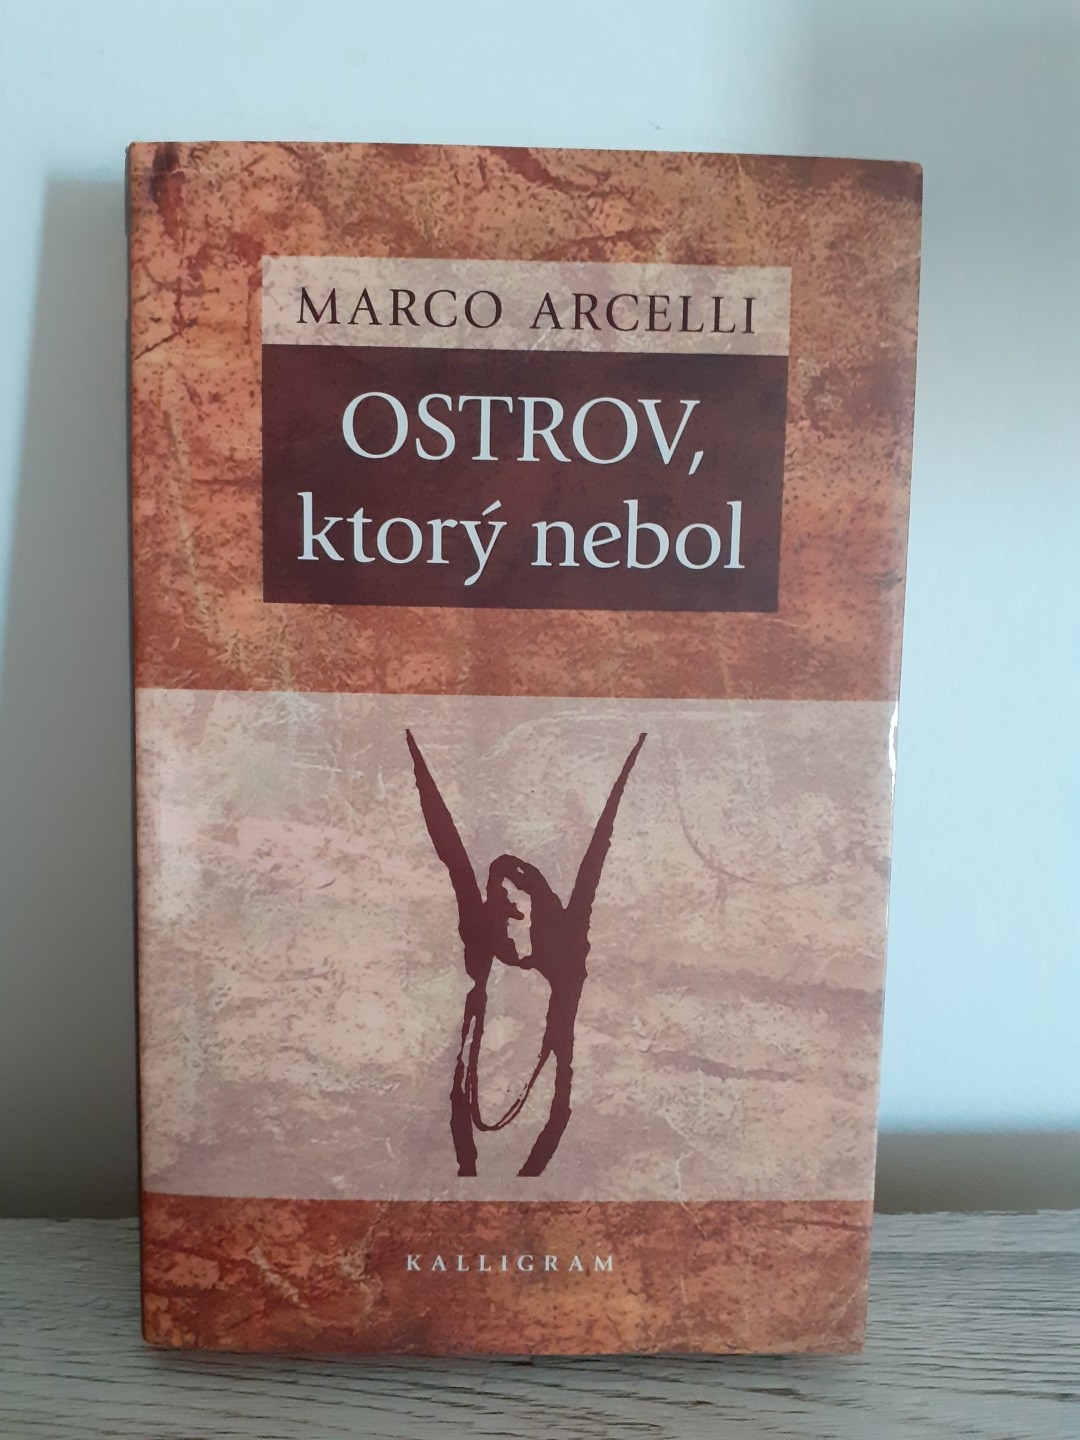 MARCO ARCELLI
OSTROV,
ktorý nebol
KALLIGRAM